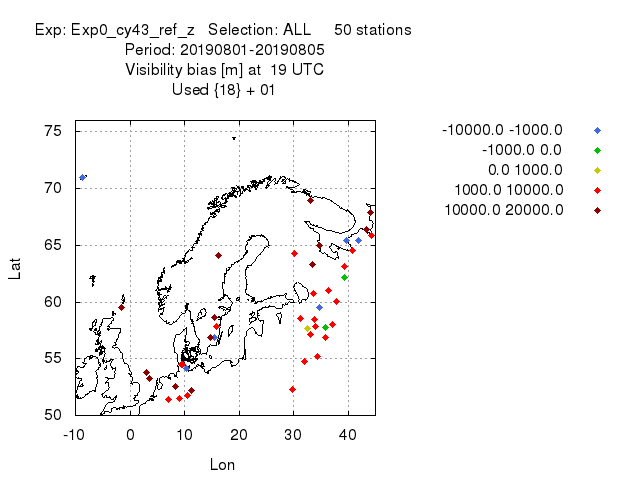 Exp: Exp0_cy43_ref_z Selection: ALL 50 stations
Period: 20190801-20190805
Visibility bias [m] at 19 UTC
Used {18} + 01
-10000.0 -1000.0
-1000.0 0.0
0.0 1000.0
1000.0 10000.0
10000.0 20000.0
75
70
65
60
55
50
Lat
-10 0 10 20 30 40
Lon